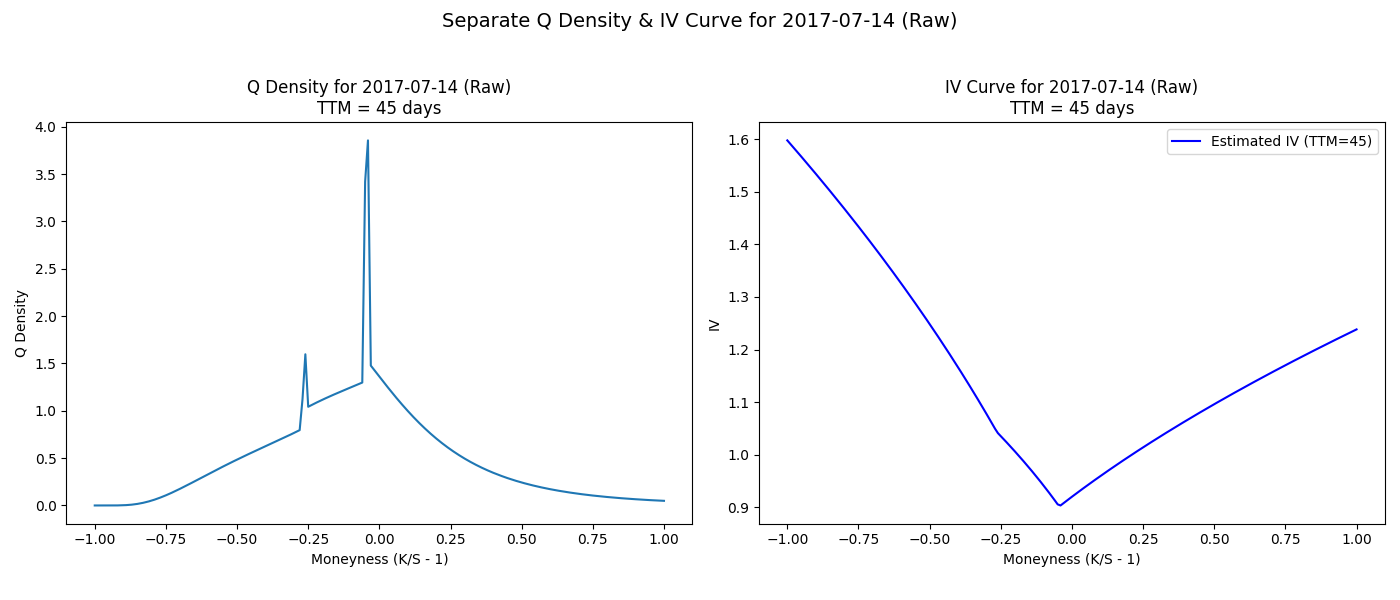 Separate Q Density & IV Curve for 2017-07-14 (Raw)
Q Density for 2017-07-14 (Raw)
TTM = 45 days
4.0
3.5
3.0
2.5
2.0
1.5
1.0
0.5
0.0
Q Density
−1.00 −0.75 −0.50 −0.25 0.00 0.25 0.50 0.75 1.00
Moneyness (K/S - 1)
IV Curve for 2017-07-14 (Raw)
TTM = 45 days
Estimated IV (TTM=45)
1.6
1.5
1.4
1.3
1.2
1.1
1.0
0.9
IV
−1.00 −0.75 −0.50 −0.25 0.00 0.25 0.50 0.75 1.00
Moneyness (K/S - 1)